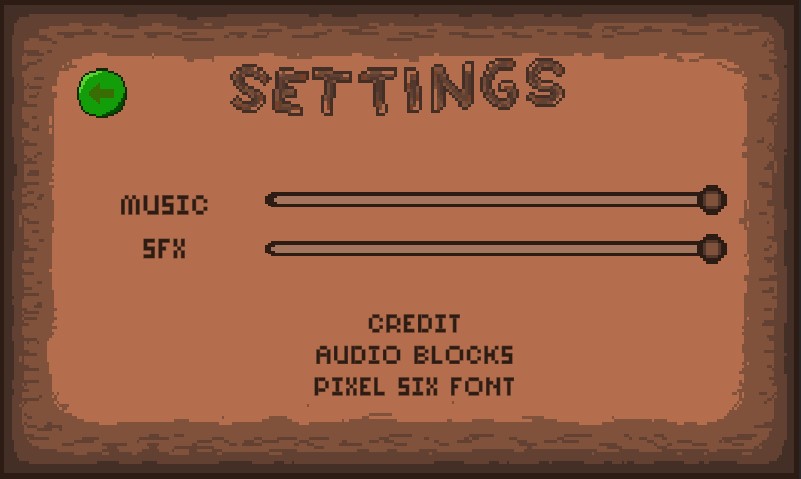 SETTINGS
MUSIC
SFX
CREDIT
AUDIO BLOCKS
PIXEL SIX FONT